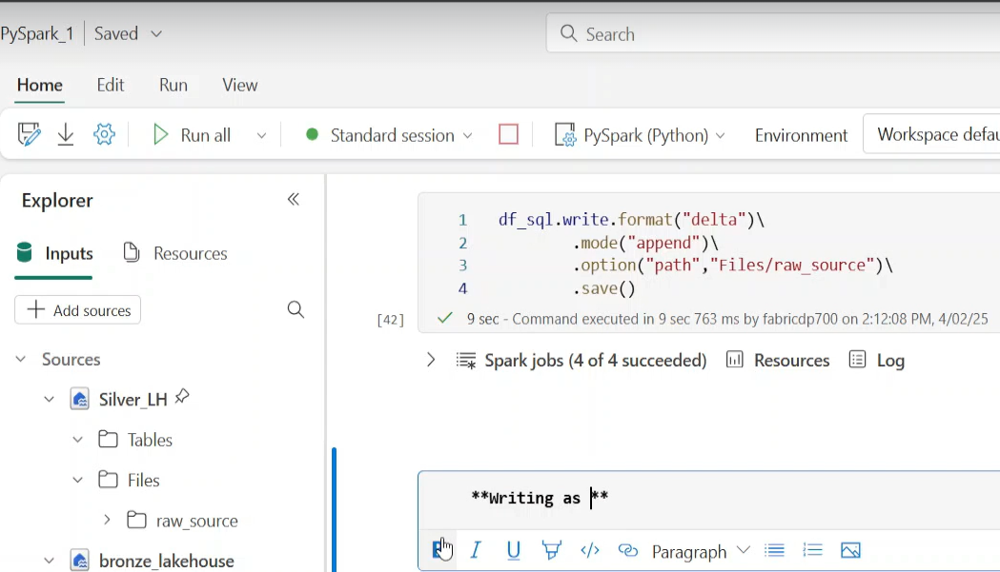 PySpark_1 Saved
Search
Home Edit Run View
Run all Standard session PySpark (Python) Environment Workspace defau
Explorer
Inputs Resources
Add sources
Sources
Silver_LH
Tables
Files
raw_source
bronze_lakehouse
1 df_sql.write.format("delta")\
2 .mode("append")\
3 .option("path","Files/raw_source")\
4 .save()
[42] 9 sec - Command executed in 9 sec 763 ms by fabricdp700 on 2:12:08 PM, 4/02/25
Spark jobs (4 of 4 succeeded) Resources Log
**Writing as **
B I U </> Paragraph